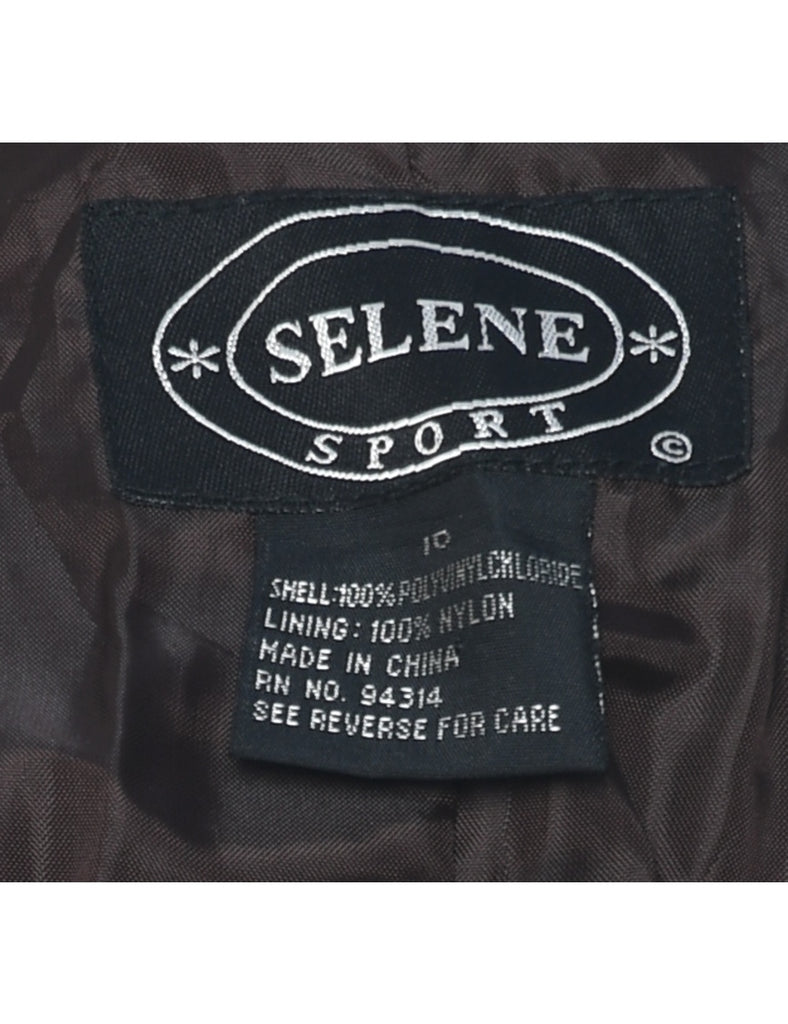 * SELENE *
SPORT ©
10
SHELL:100% POLYVINYLCHLORIDE
LINING: 100% NYLON
MADE IN CHINA
RN NO. 94314
SEE REVERSE FOR CARE